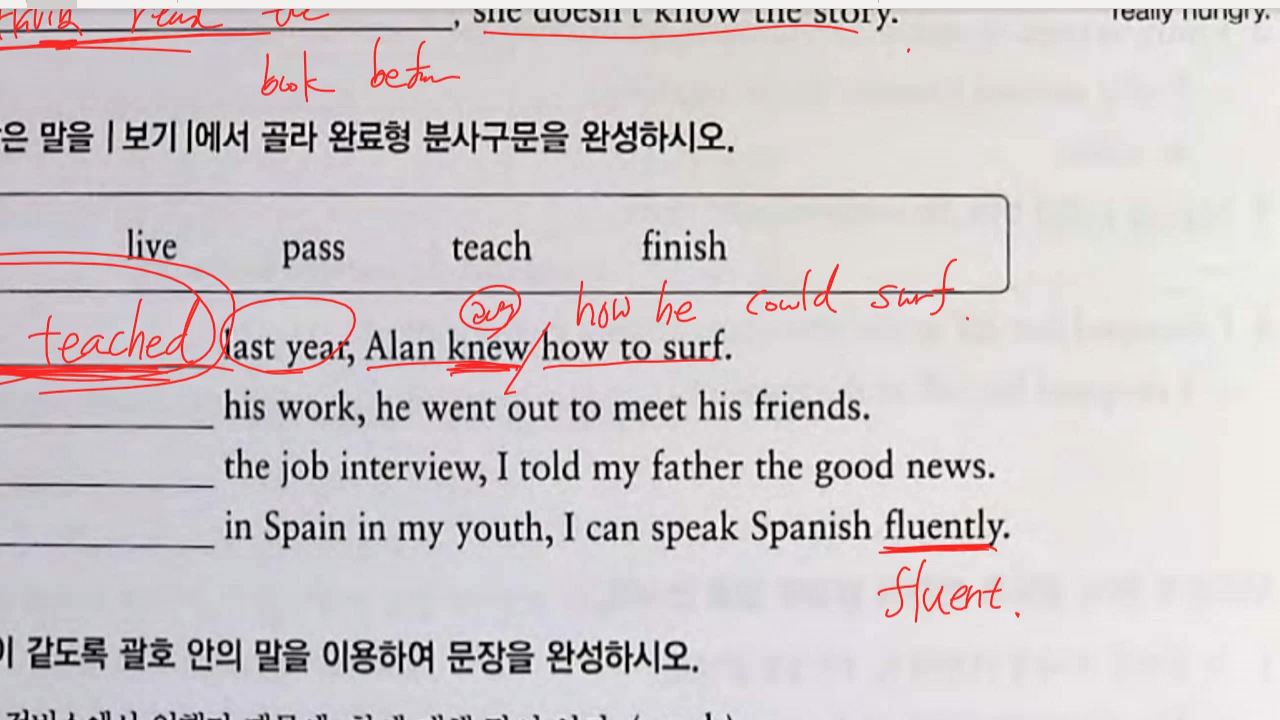 read the , she doesn't know the story. really hungry.
book
은 말을 |보기|에서 골라 완료형 분사구문을 완성하시오.
live pass teach finish
how he could surf.
teached last year, Alan knew how to surf.
his work, he went out to meet his friends.
the job interview, I told my father the good news.
in Spain in my youth, I can speak Spanish fluently.
fluent.
이 같도록 괄호 안의 말을 이용하여 문장을 완성하시오.